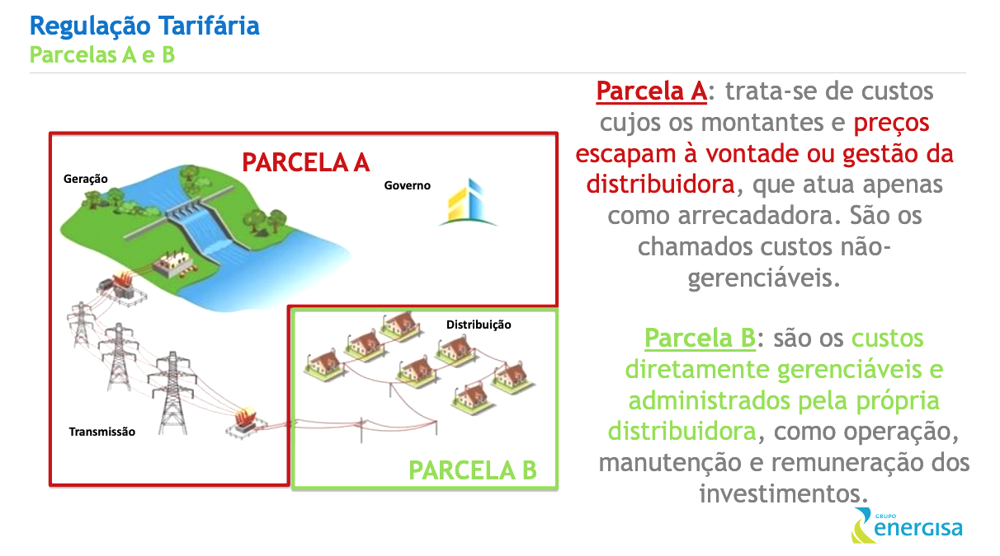 Regulação Tarifária
Parcelas A e B
PARCELA A
Geração
Governo
Distribuição
Transmissão
PARCELA B
Parcela A: trata-se de custos
cujos os montantes e preços
escapam à vontade ou gestão da
distribuidora, que atua apenas
como arrecadadora. São os
chamados custos não-
gerenciáveis.
Parcela B: são os custos
diretamente gerenciáveis e
administrados pela própria
distribuidora, como operação,
manutenção e remuneração dos
investimentos.
GRUPO
energisa